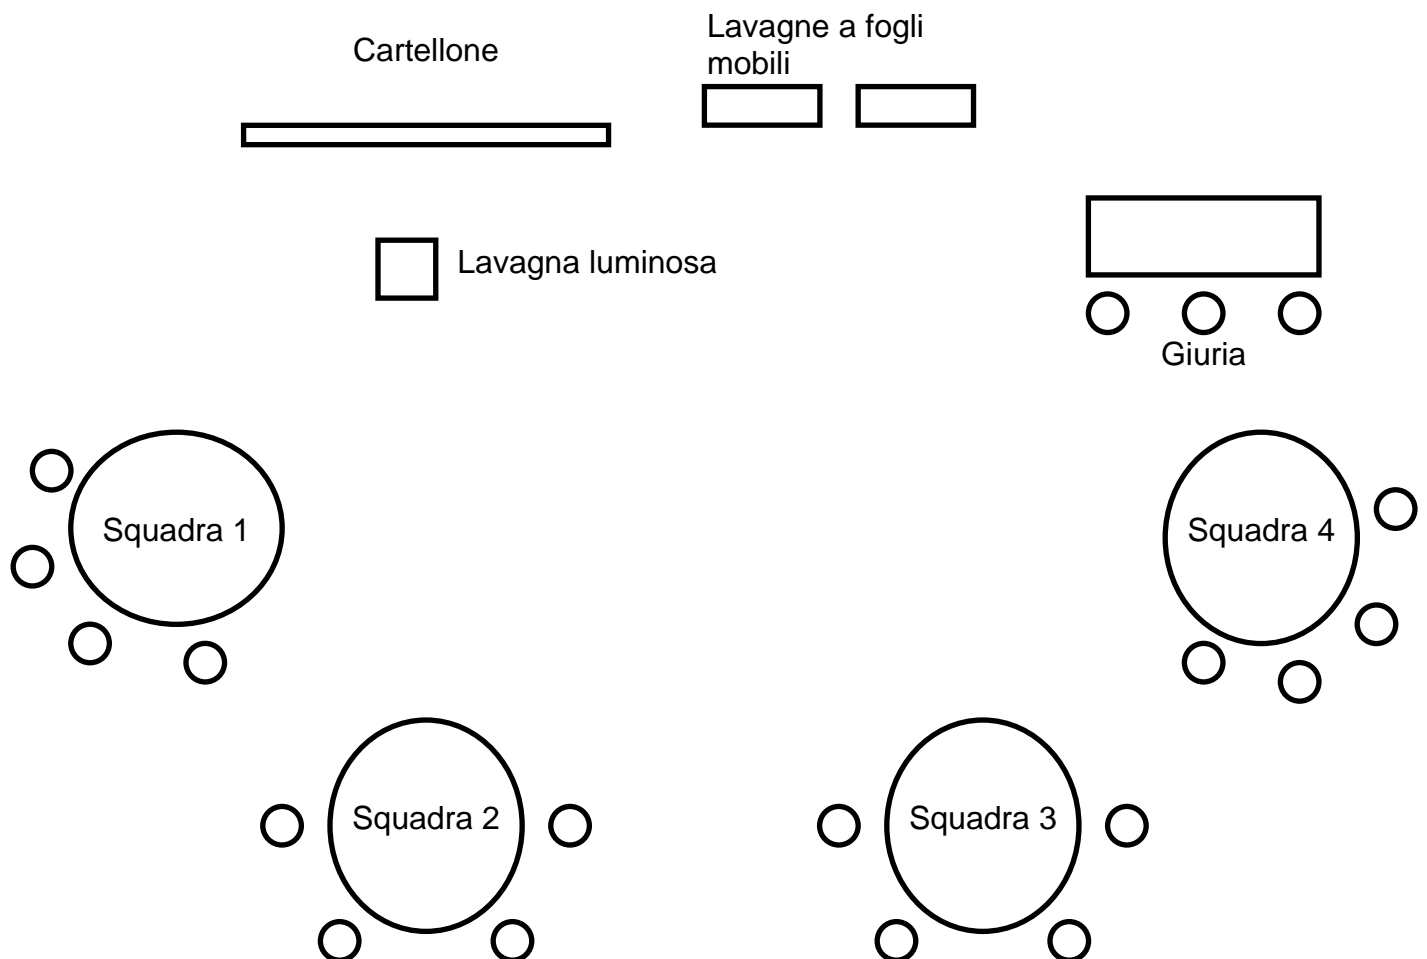 Cartellone
Lavagne a fogli
mobili
Lavagna luminosa
Giuria
Squadra 1
Squadra 4
Squadra 2
Squadra 3